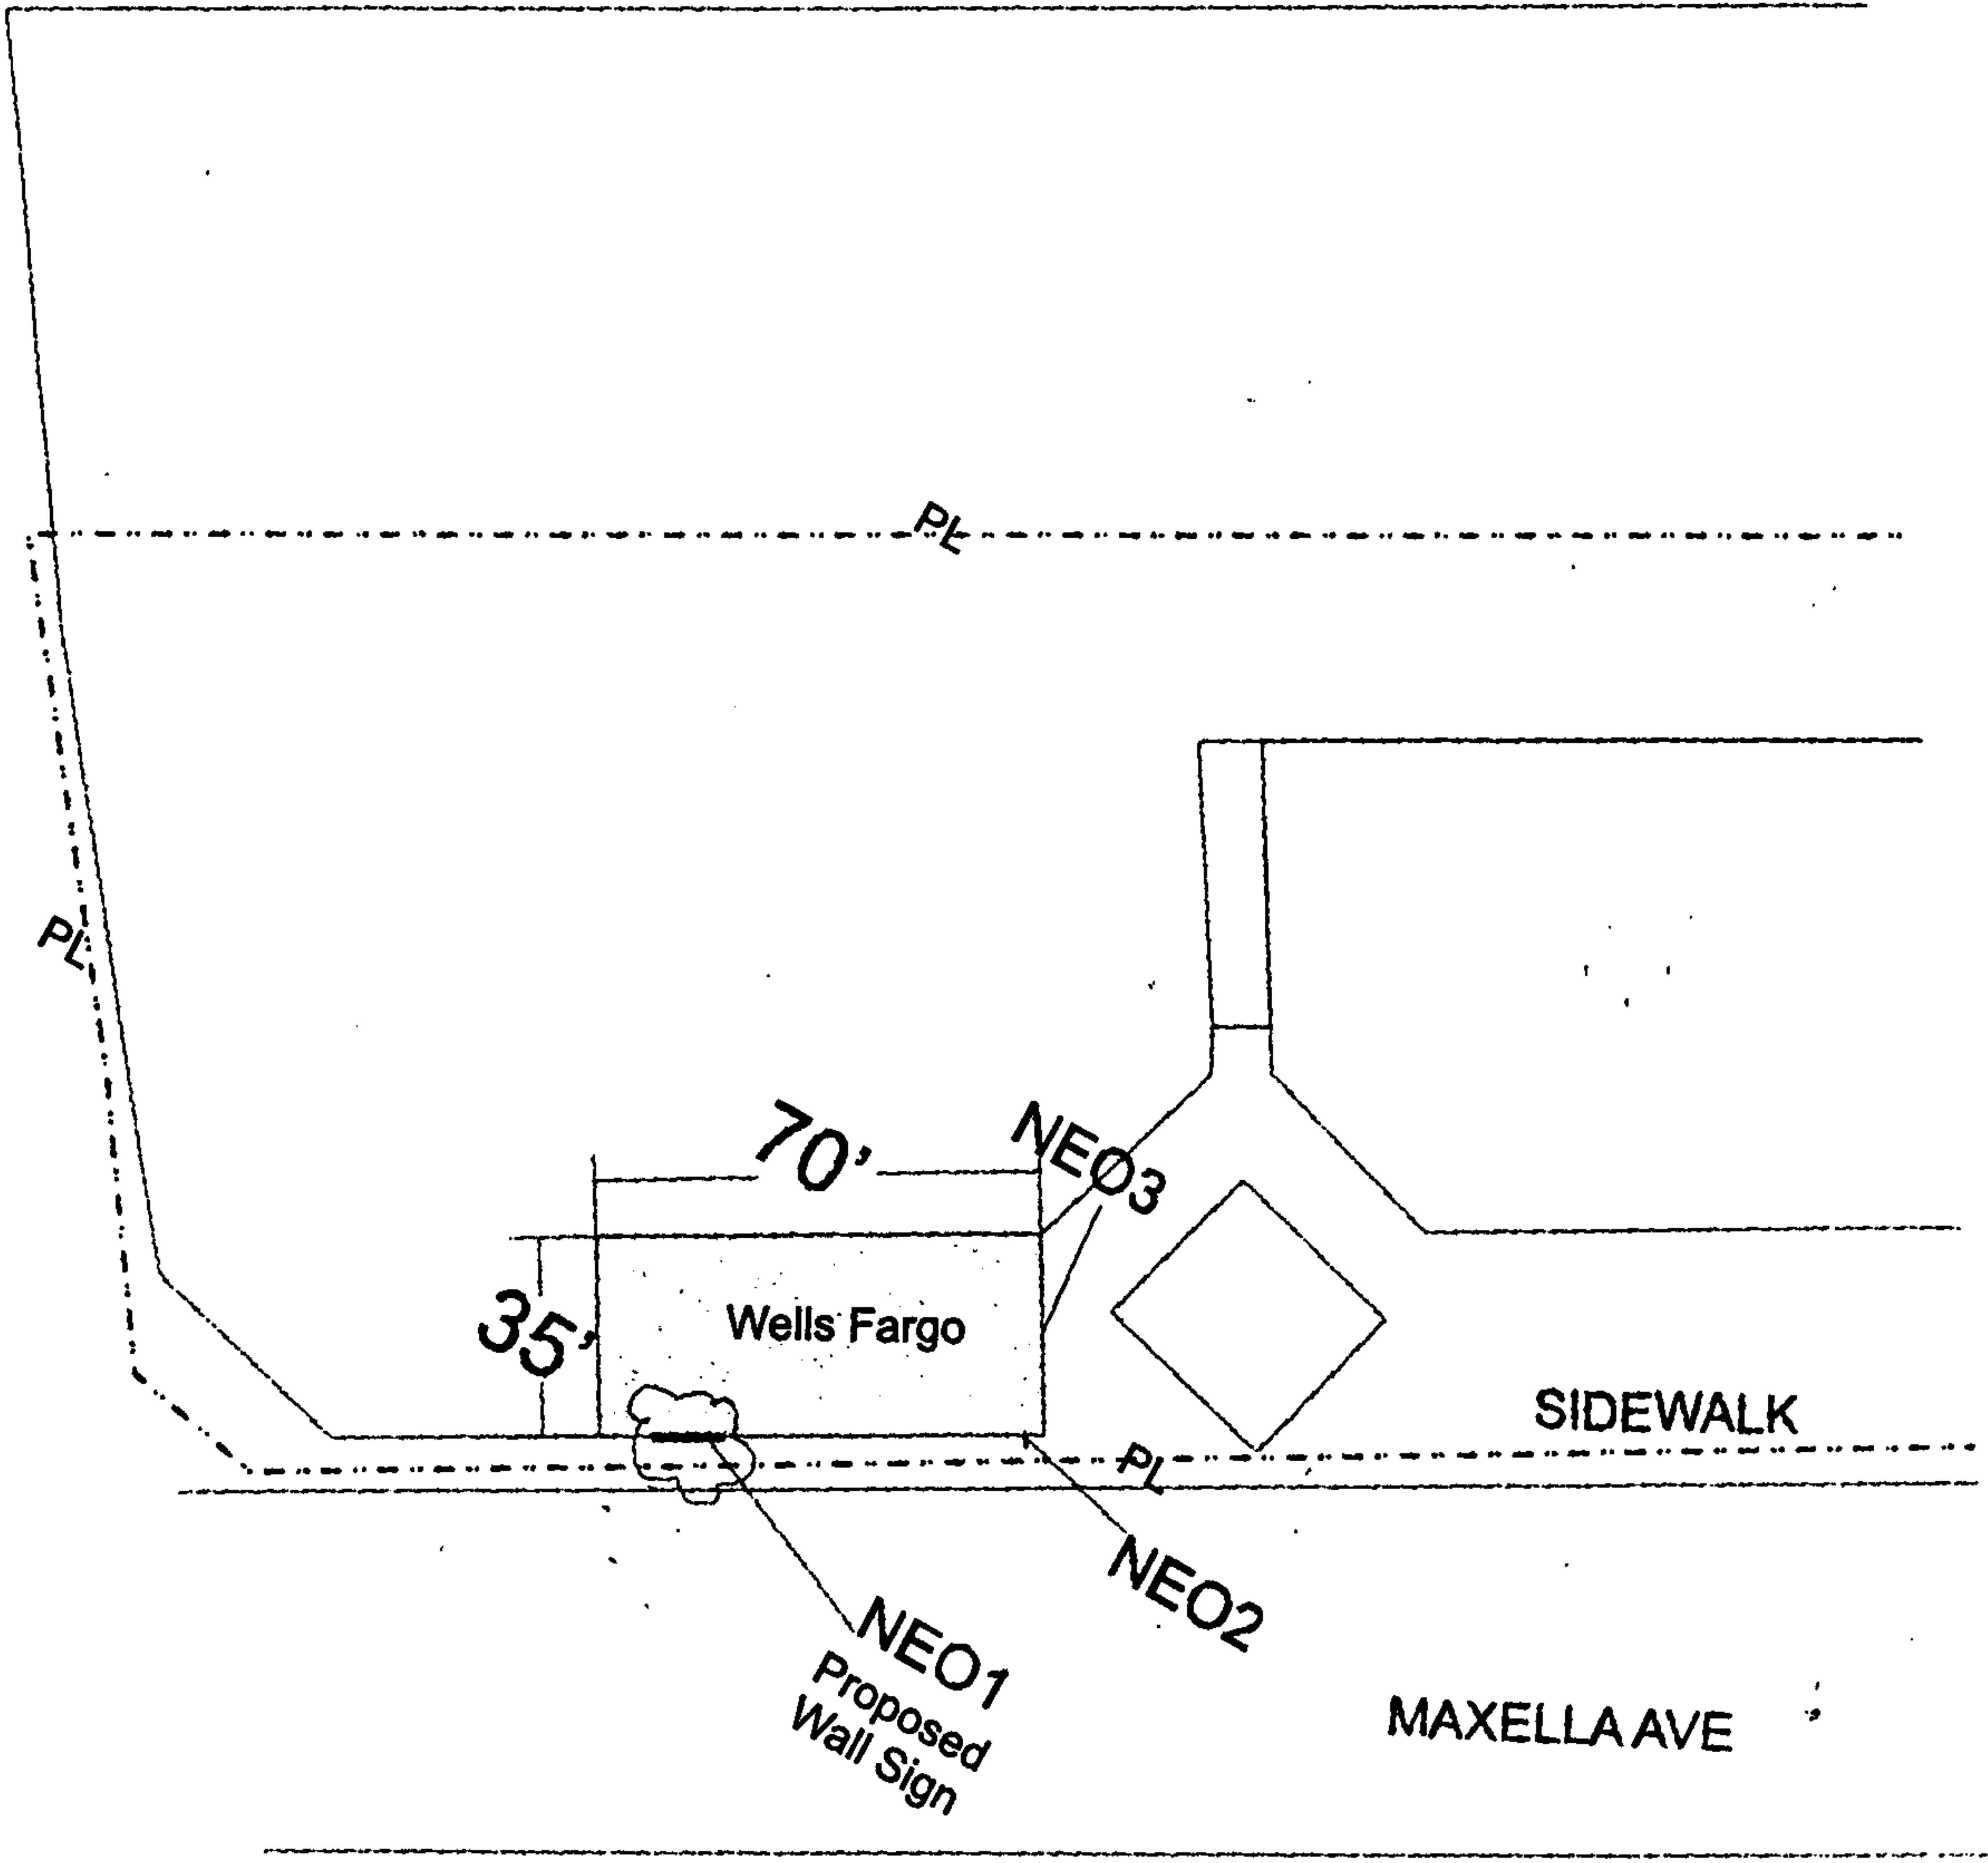 PL
PL
70’
NEO3
35’
Wells Fargo
SIDEWALK
PL
NEO2
NEO1
Proposed
Wall Sign
MAXELLA AVE